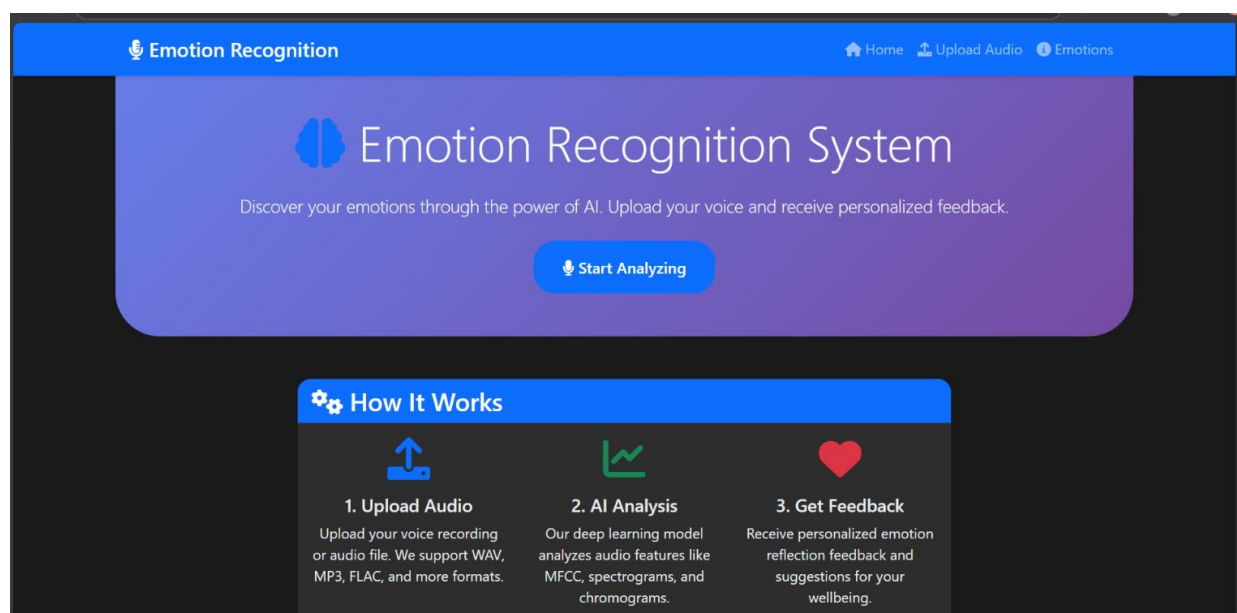 Emotion Recognition
Home Upload Audio Emotions
Emotion Recognition System
Discover your emotions through the power of AI. Upload your voice and receive personalized feedback.
Start Analyzing
How It Works
1. Upload Audio
Upload your voice recording
or audio file. We support WAV,
MP3, FLAC, and more formats.
2. AI Analysis
Our deep learning model
analyzes audio features like
MFCC, spectrograms, and
chromograms.
3. Get Feedback
Receive personalized emotion
reflection feedback and
suggestions for your
wellbeing.